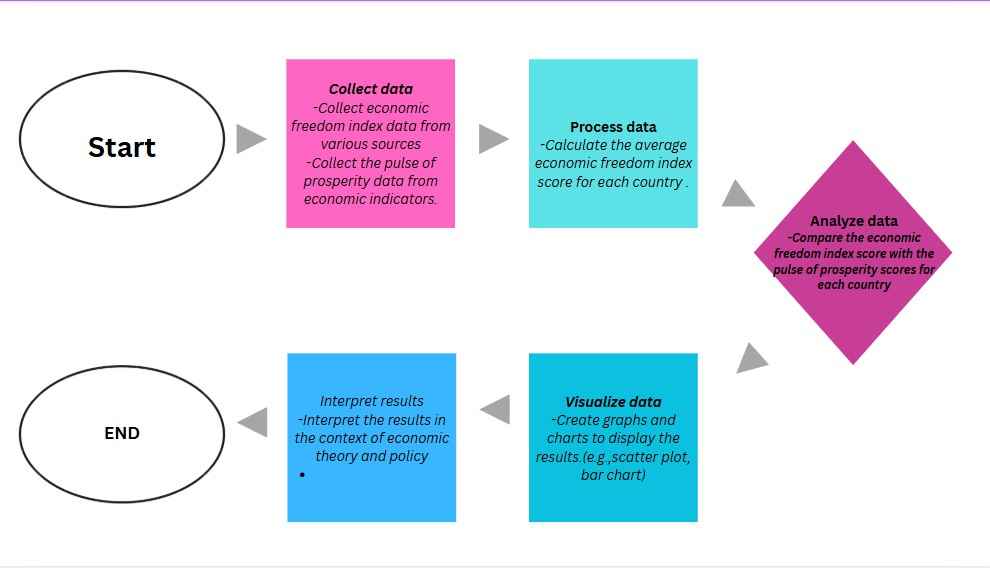 Start
Collect data
-Collect economic
freedom index data from
various sources
-Collect the pulse of
prosperity data from
economic indicators.
Process data
-Calculate the average
economic freedom index
score for each country .
Analyze data
-Compare the economic
freedom index score with the
pulse of prosperity scores for
each country
Visualize data
-Create graphs and
charts to display the
results.(e.g.,scatter plot,
bar chart)
Interpret results
-Interpret the results in
the context of economic
theory and policy
•
END